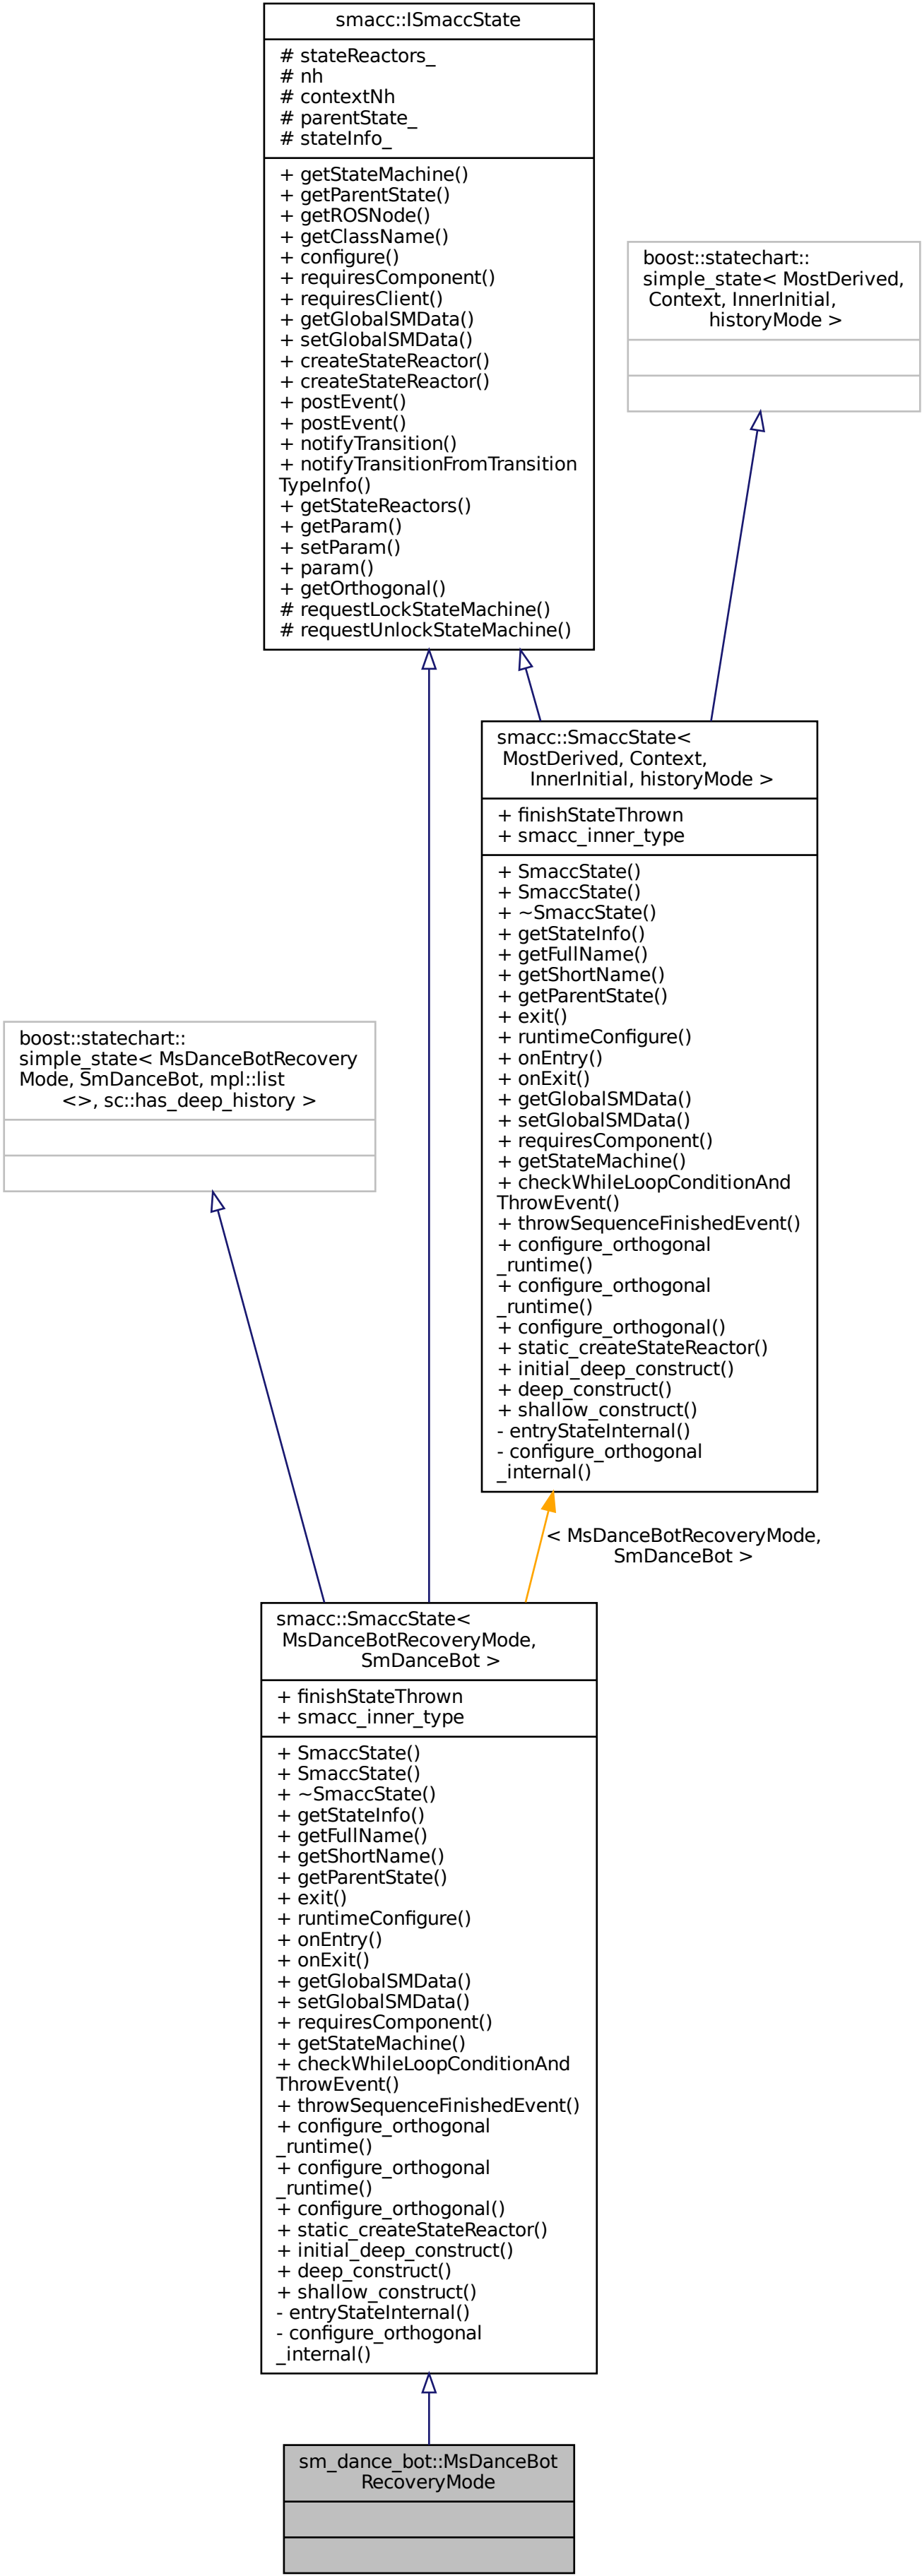 smacc::ISmaccState
# stateReactors_
# nh
# contextNh
# parentState_
# stateInfo_
+ getStateMachine()
+ getParentState()
+ getROSNode()
+ getClassName()
+ configure()
+ requiresComponent()
+ requiresClient()
+ getGlobalSMData()
+ setGlobalSMData()
+ createStateReactor()
+ createStateReactor()
+ postEvent()
+ postEvent()
+ notifyTransition()
+ notifyTransitionFromTransition
TypeInfo()
+ getStateReactors()
+ getParam()
+ setParam()
+ param()
+ getOrthogonal()
# requestLockStateMachine()
# requestUnlockStateMachine()
boost::statechart::
simple_state< MostDerived,
Context, InnerInitial,
historyMode >
smacc::SmaccState<
MostDerived, Context,
InnerInitial, historyMode >
+ finishStateThrown
+ smacc_inner_type
+ SmaccState()
+ SmaccState()
+ ~SmaccState()
+ getStateInfo()
+ getFullName()
+ getShortName()
+ getParentState()
+ exit()
+ runtimeConfigure()
+ onEntry()
+ onExit()
+ getGlobalSMData()
+ setGlobalSMData()
+ requiresComponent()
+ getStateMachine()
+ checkWhileLoopConditionAnd
ThrowEvent()
+ throwSequenceFinishedEvent()
+ configure_orthogonal
_runtime()
+ configure_orthogonal
_runtime()
+ configure_orthogonal()
+ static_createStateReactor()
+ initial_deep_construct()
+ deep_construct()
+ shallow_construct()
- entryStateInternal()
- configure_orthogonal
_internal()
boost::statechart::
simple_state< MsDanceBotRecovery
Mode, SmDanceBot, mpl::list
<>, sc::has_deep_history >
< MsDanceBotRecoveryMode,
SmDanceBot >
smacc::SmaccState<
MsDanceBotRecoveryMode,
SmDanceBot >
+ finishStateThrown
+ smacc_inner_type
+ SmaccState()
+ SmaccState()
+ ~SmaccState()
+ getStateInfo()
+ getFullName()
+ getShortName()
+ getParentState()
+ exit()
+ runtimeConfigure()
+ onEntry()
+ onExit()
+ getGlobalSMData()
+ setGlobalSMData()
+ requiresComponent()
+ getStateMachine()
+ checkWhileLoopConditionAnd
ThrowEvent()
+ throwSequenceFinishedEvent()
+ configure_orthogonal
_runtime()
+ configure_orthogonal
_runtime()
+ configure_orthogonal()
+ static_createStateReactor()
+ initial_deep_construct()
+ deep_construct()
+ shallow_construct()
- entryStateInternal()
- configure_orthogonal
_internal()
sm_dance_bot::MsDanceBot
RecoveryMode